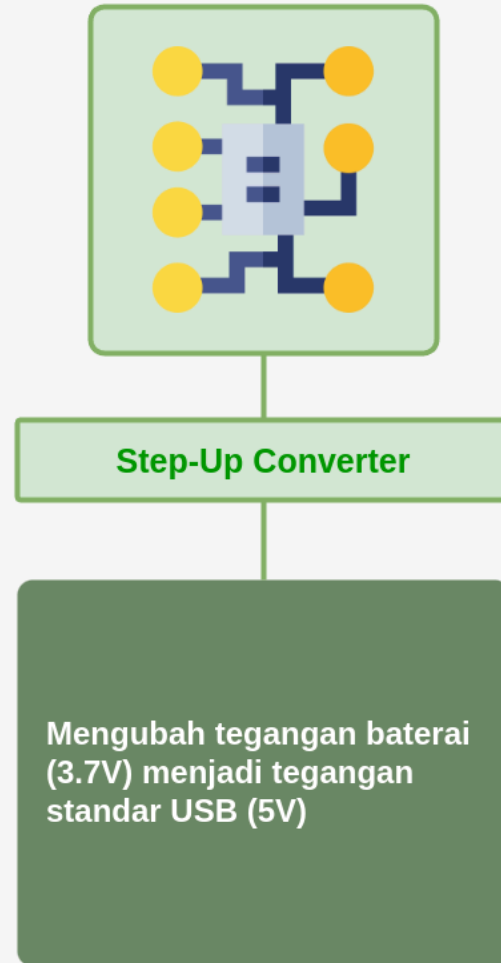 Step-Up Converter
Mengubah tegangan baterai
(3.7V) menjadi tegangan
standar USB (5V)